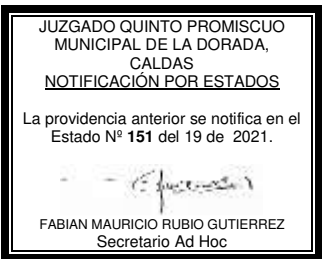 JUZGADO QUINTO PROMISCUO
MUNICIPAL DE LA DORADA,
CALDAS
NOTIFICACIÓN POR ESTADOS
La providencia anterior se notifica en el
Estado Nº 151 del 19 de 2021.
FABIAN MAURICIO RUBIO GUTIERREZ
Secretario Ad Hoc